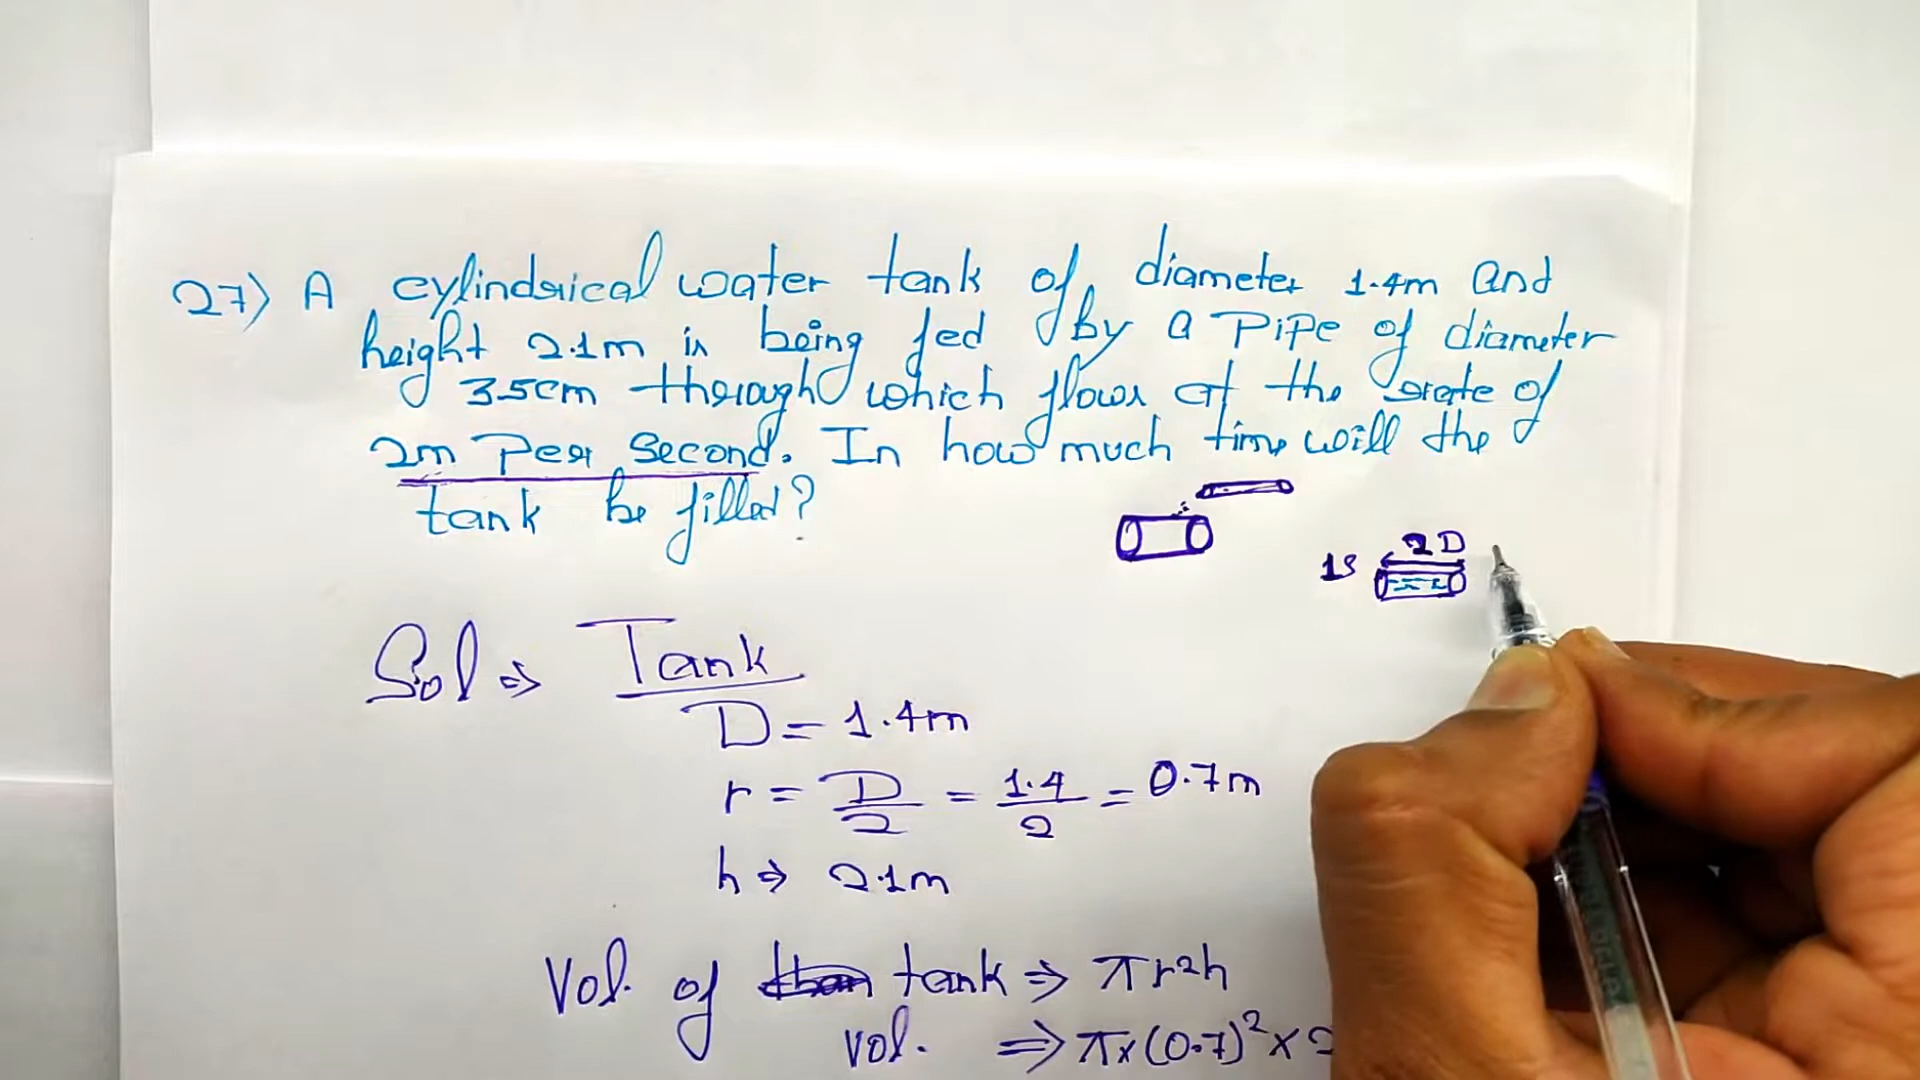 27) A cylindrical water tank of diameter 1.4m and
height 2.1m is being fed by a Pipe of diameter
3.5cm through which flows at the rate of
2m Per second. In how much time will the
tank be filled?
1s 2D
Sol ⇒ Tank
D = 1.4m
r = D/2 = 1.4/2 = 0.7m
h ⇒ 2.1m
Vol. of tank ⇒ πr²h
vol. ⇒ π×(0.7)²×